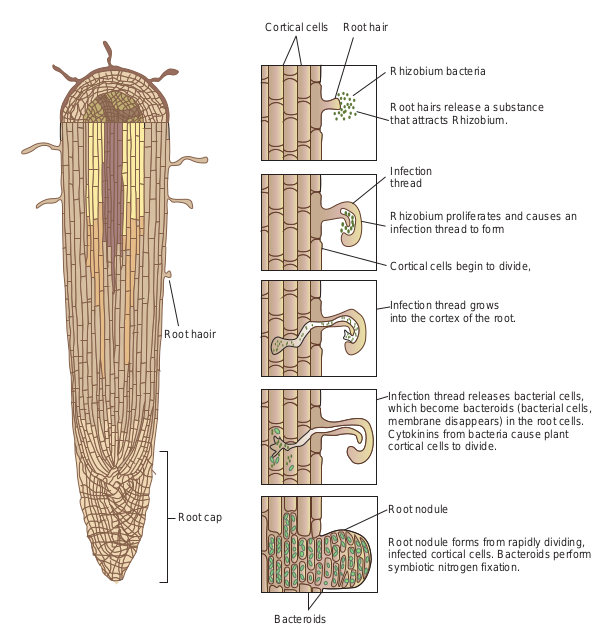 Cortical cells
Root hair
Rhizobium bacteria
Root hairs release a substance
that attracts Rhizobium.
Infection
thread
Rhizobium proliferates and causes an
infection thread to form
Cortical cells begin to divide,
Infection thread grows
into the cortex of the root.
Root haoir
Infection thread releases bacterial cells,
which become bacteroids (bacterial cells,
membrane disappears) in the root cells.
Cytokinins from bacteria cause plant
cortical cells to divide.
Root cap
Root nodule
Root nodule forms from rapidly dividing,
infected cortical cells. Bacteroids perform
symbiotic nitrogen fixation.
Bacteroids